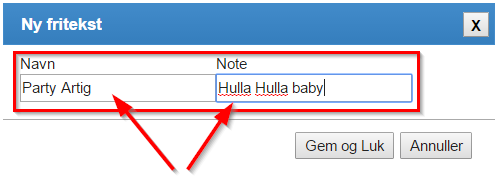 Ny fritekst
X
Navn Note
Party Artig Hulla Hulla baby
Gem og Luk Annuller